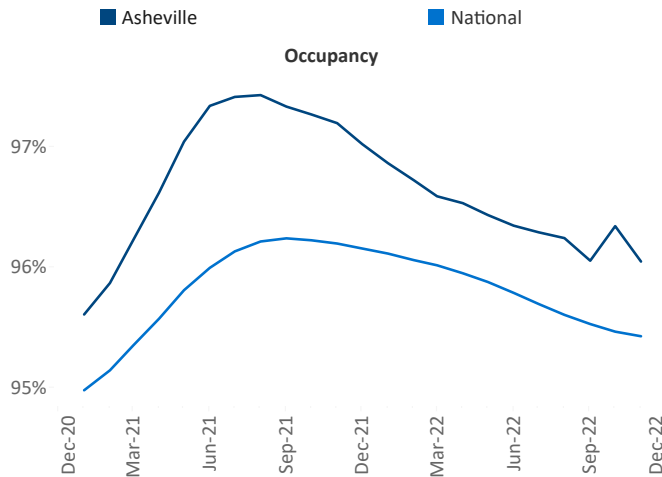 Asheville National
Occupancy
97%
96%
95%
Dec-20 Mar-21 Jun-21 Sep-21 Dec-21 Mar-22 Jun-22 Sep-22 Dec-22